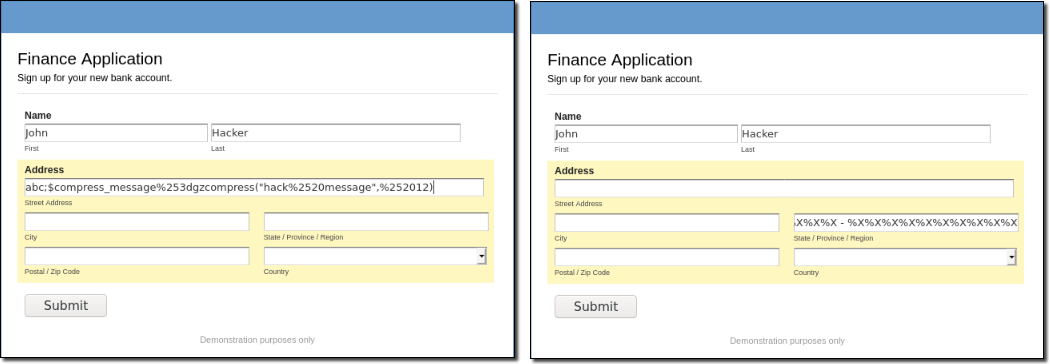 Finance Application
Sign up for your new bank account.
Name
John Hacker
First Last
Address
abc;$compress_message%253dgzcompress("hack%2520message",%252012)
Street Address
City State / Province / Region
Postal / Zip Code Country
Submit
Demonstration purposes only
Finance Application
Sign up for your new bank account.
Name
John Hacker
First Last
Address
Street Address
X%X%X - %X%X%X%X%X%X%X%X%X%X%X
City State / Province / Region
Postal / Zip Code Country
Submit
Demonstration purposes only